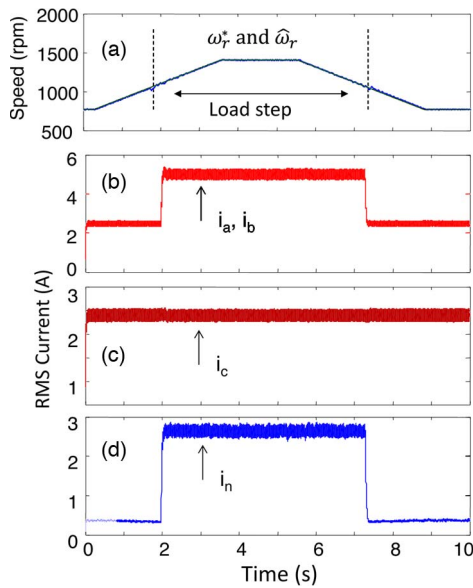 2000
1500
1000
500
Speed (rpm)
(a)
ω*r and ω̂r
Load step
6
4
2
0
(b)
ia, ib
RMS Current (A)
3
2
1
(c)
ic
3
2
1
0
(d)
in
0 2 4 6 8 10
Time (s)